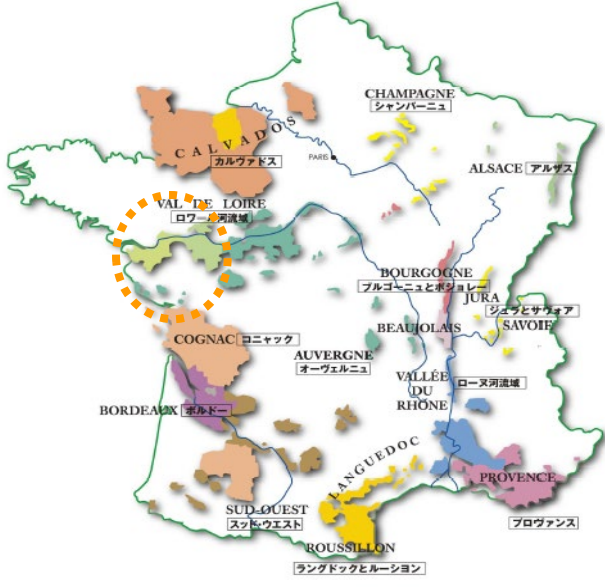 CHAMPAGNE
シャンパーニュ
CALVADOS
カルヴァドス
PARIS
ALSACE アルザス
VAL DE LOIRE
ロワール河流域
BOURGOGNE
ブルゴーニュとボジョレー
JURA
ジュラとサヴォア
SAVOIE
BEAUJOLAIS
COGNAC コニャック
AUVERGNE
オーヴェルニュ
VALLÉE
DU
RHÔNE
ローヌ河流域
BORDEAUX ボルドー
LANGUEDOC
PROVENCE
プロヴァンス
SUD-OUEST
スッド・ウエスト
ROUSSILLON
ラングドックとルーション